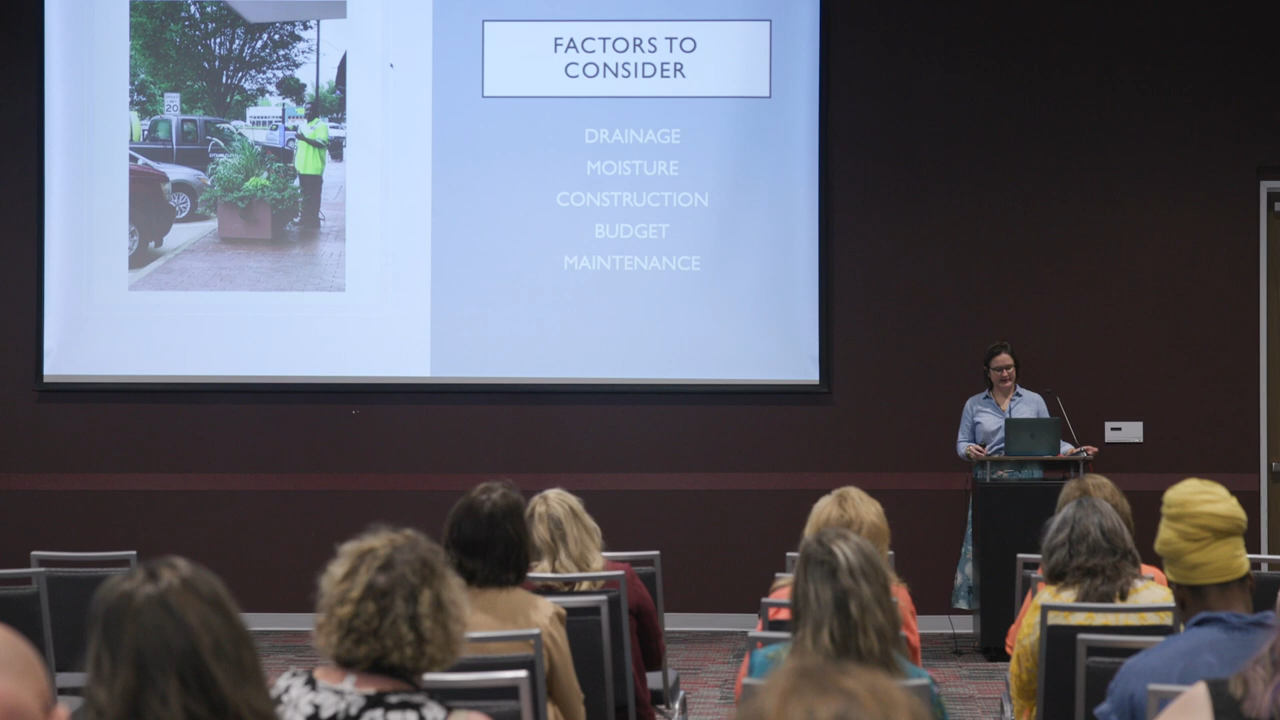 FACTORS TO
CONSIDER
DRAINAGE
MOISTURE
CONSTRUCTION
BUDGET
MAINTENANCE
20